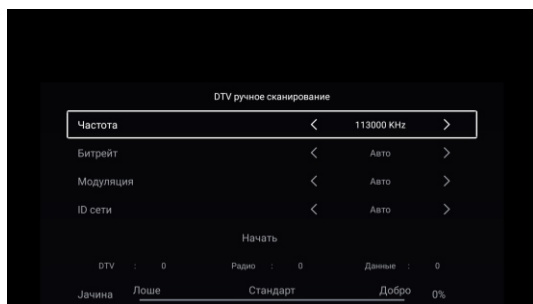 DTV ручное сканирование
Частота < 113000 KHz >
Битрейт < Авто >
Модуляция < Авто >
ID сети < Авто >
Начать
DTV : 0 Радио : 0 Данные : 0
Јачина Лоше Стандарт Добро 0%